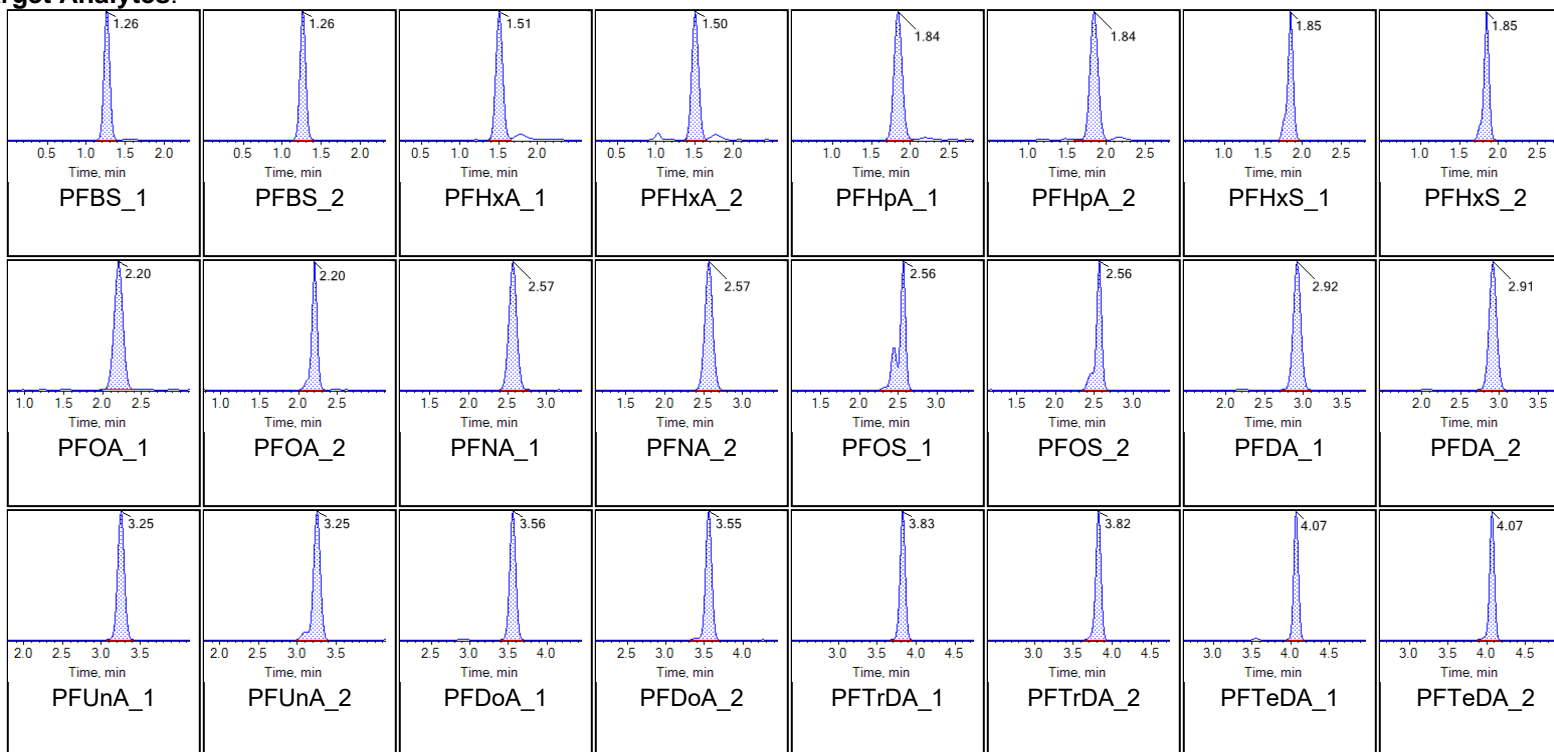 rget Analytes:
1.26 1.26 1.51 1.50 1.84 1.84 1.85 1.85
0.5 1.0 1.5 2.0 0.5 1.0 1.5 2.0 0.5 1.0 1.5 2.0 0.5 1.0 1.5 2.0 1.0 1.5 2.0 2.5 1.0 1.5 2.0 2.5 1.0 1.5 2.0 2.5 1.0 1.5 2.0 2.5
Time, min Time, min Time, min Time, min Time, min Time, min Time, min Time, min
PFBS_1 PFBS_2 PFHxA_1 PFHxA_2 PFHpA_1 PFHpA_2 PFHxS_1 PFHxS_2
2.20 2.20 2.57 2.57 2.56 2.56 2.92 2.91
1.0 1.5 2.0 2.5 1.0 1.5 2.0 2.5 1.5 2.0 2.5 3.0 1.5 2.0 2.5 3.0 1.5 2.0 2.5 3.0 1.5 2.0 2.5 3.0 2.0 2.5 3.0 3.5 2.0 2.5 3.0 3.5
Time, min Time, min Time, min Time, min Time, min Time, min Time, min Time, min
PFOA_1 PFOA_2 PFNA_1 PFNA_2 PFOS_1 PFOS_2 PFDA_1 PFDA_2
3.25 3.25 3.56 3.55 3.83 3.82 4.07 4.07
2.0 2.5 3.0 3.5 2.0 2.5 3.0 3.5 2.5 3.0 3.5 4.0 2.5 3.0 3.5 4.0 3.0 3.5 4.0 4.5 3.0 3.5 4.0 4.5 3.0 3.5 4.0 4.5 3.0 3.5 4.0 4.5
Time, min Time, min Time, min Time, min Time, min Time, min Time, min Time, min
PFUnA_1 PFUnA_2 PFDoA_1 PFDoA_2 PFTrDA_1 PFTrDA_2 PFTeDA_1 PFTeDA_2